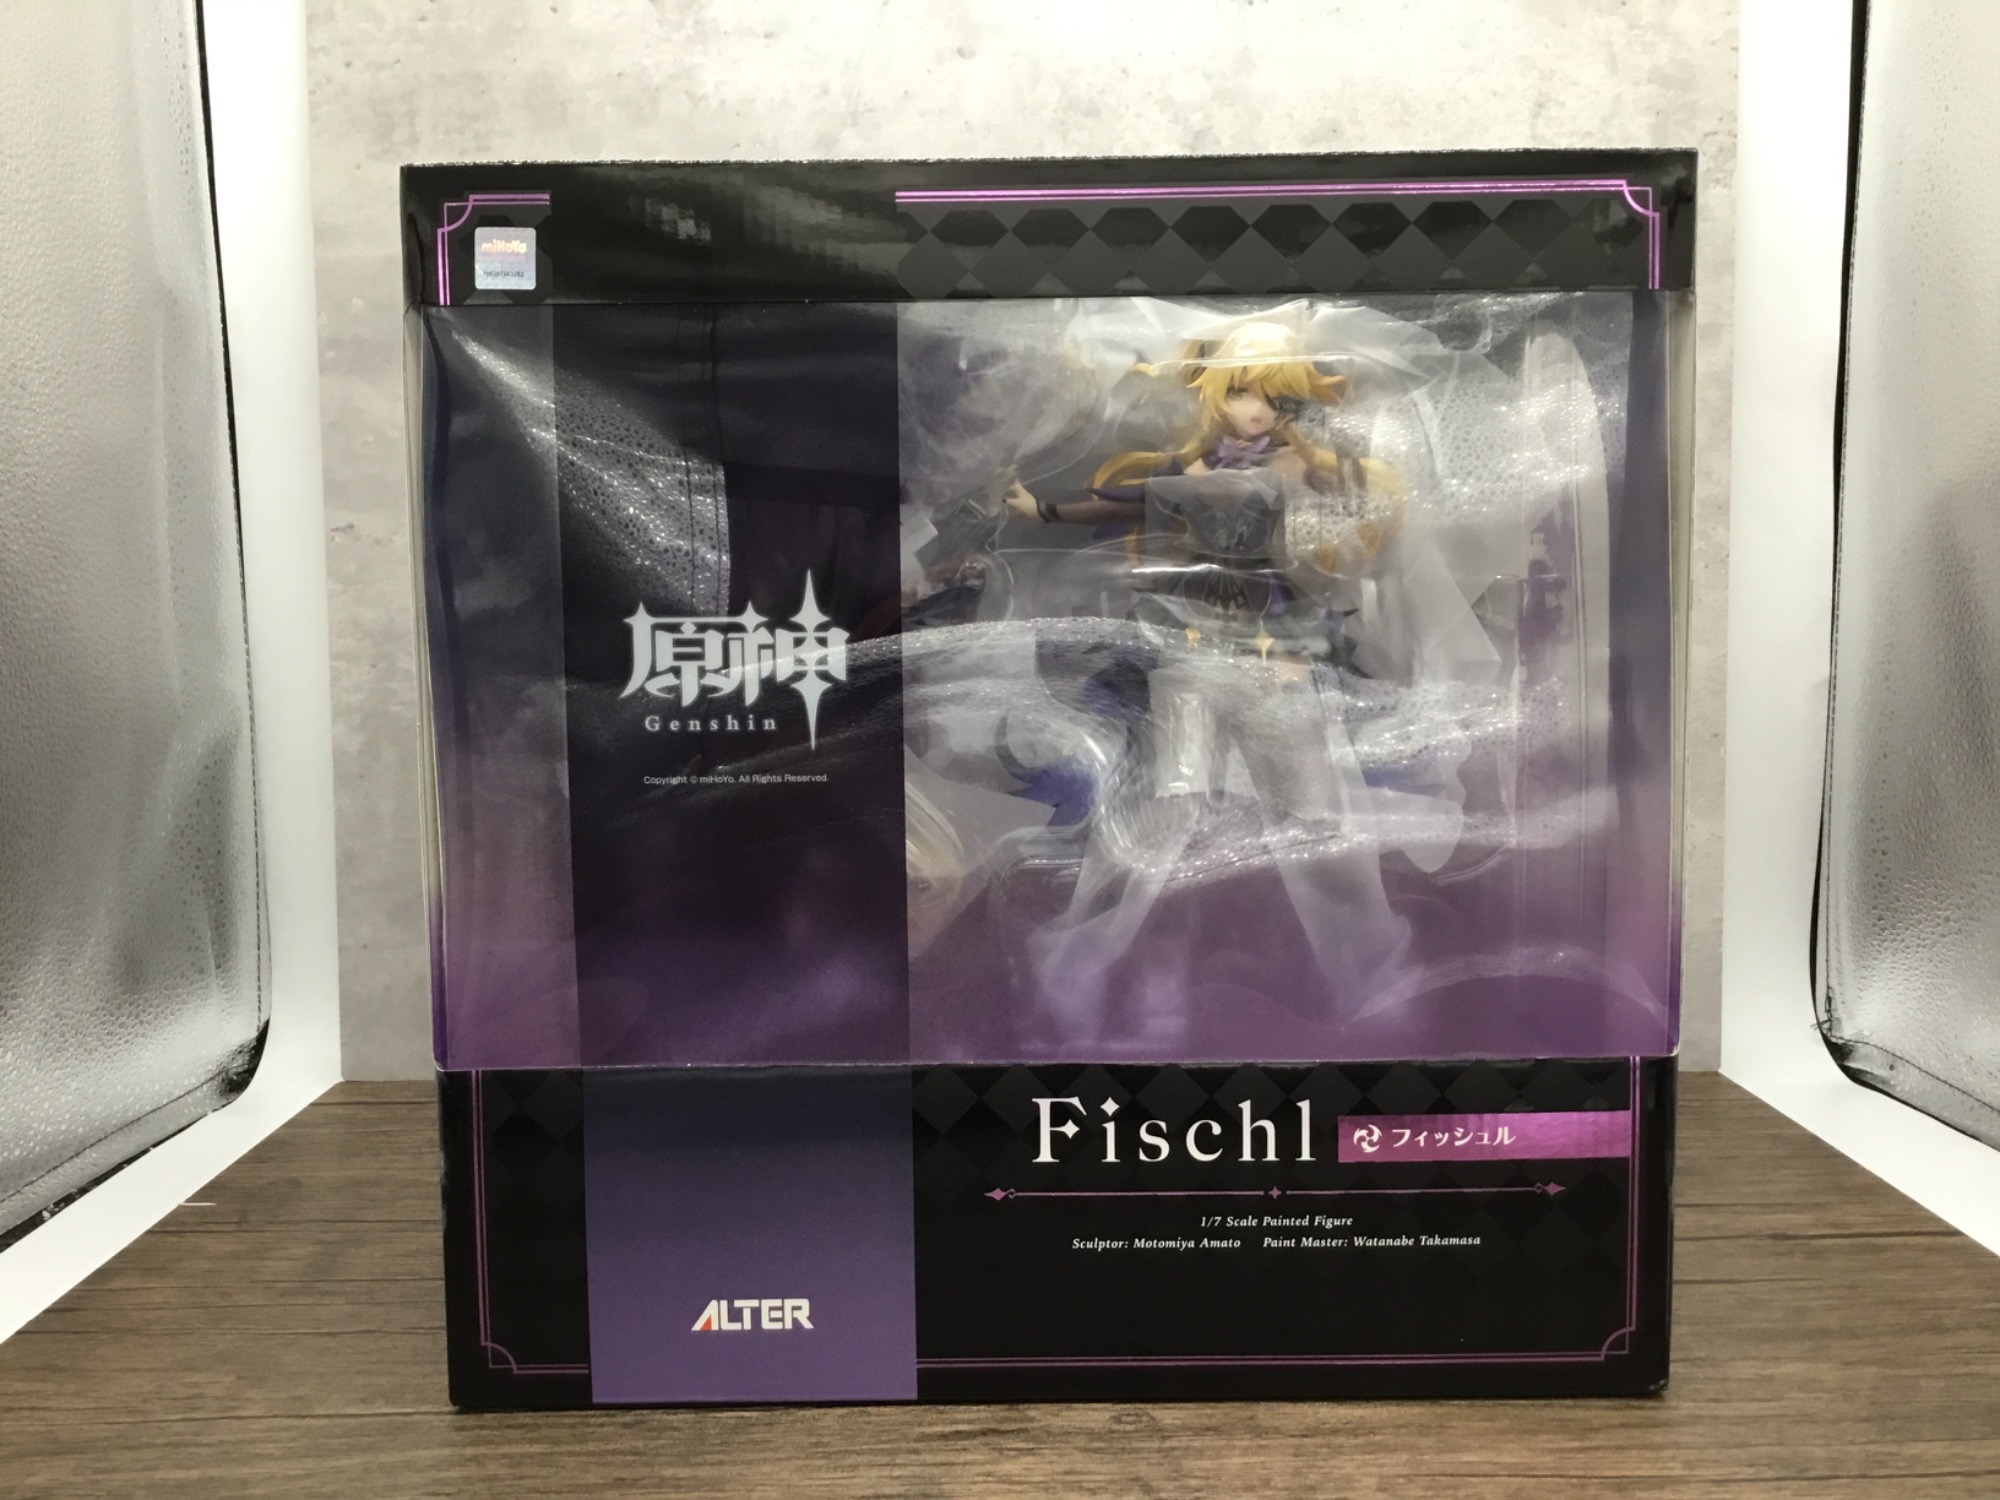 miHoYo
原神
Genshin
Copyright © miHoYo. All Rights Reserved.
Fischl
フィッシュル
1/7 Scale Painted Figure
Sculptor: Motomiya Amato Paint Master: Watanabe Takamasa
ALTER